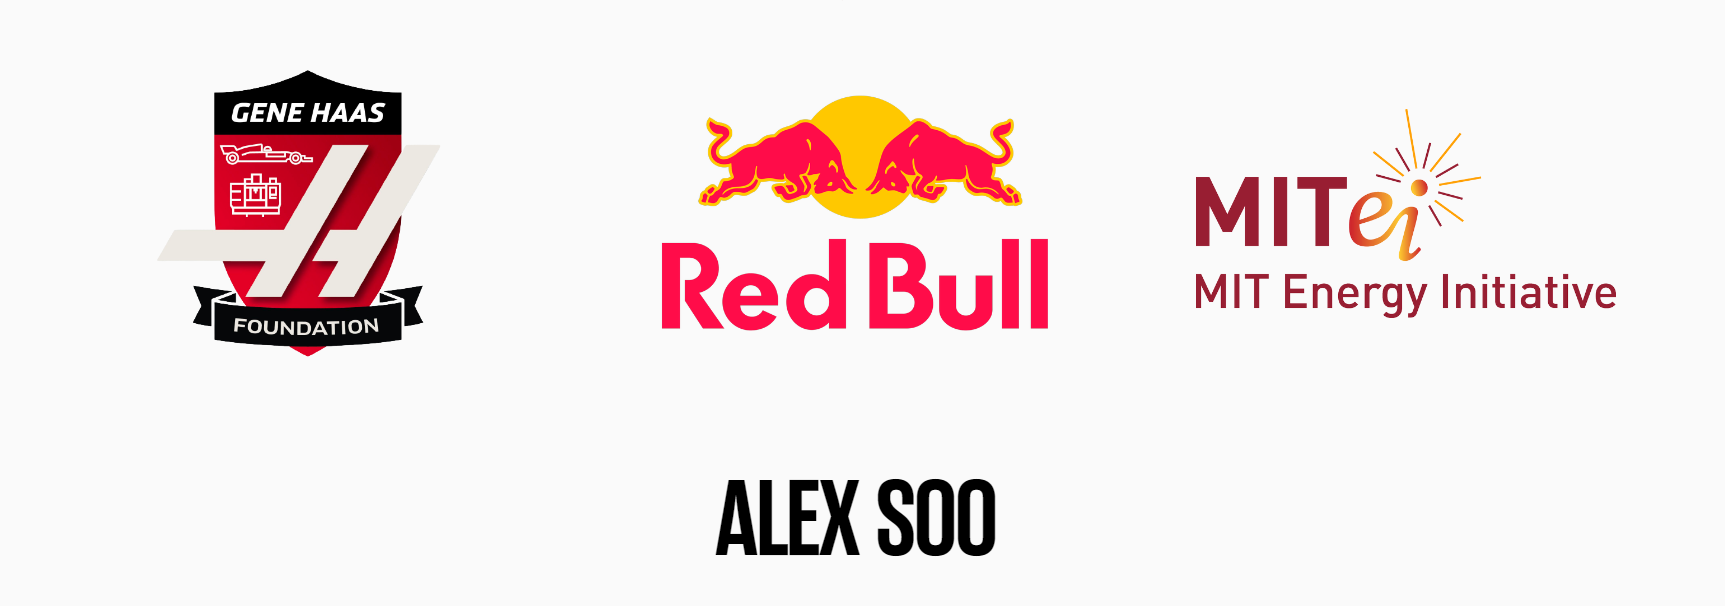 GENE HAAS
FOUNDATION
Red Bull
MITei
MIT Energy Initiative
ALEX SOO